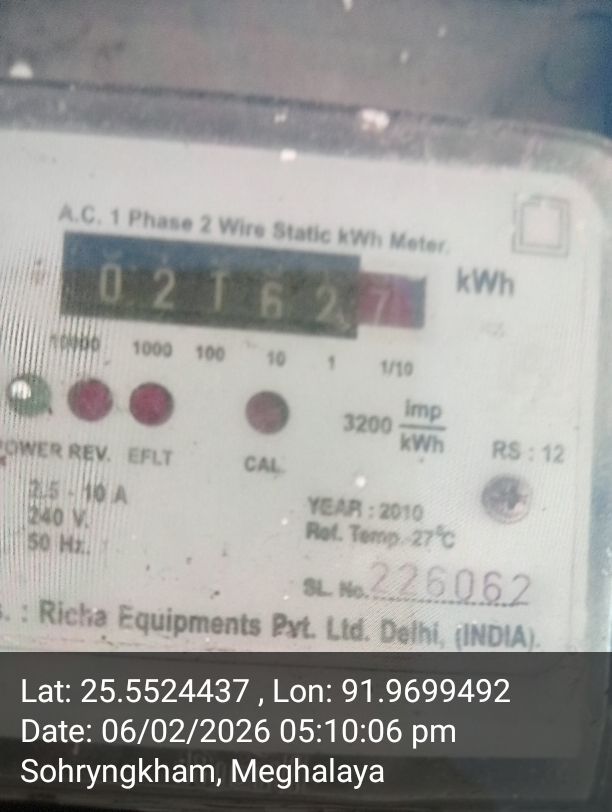 A.C. 1 Phase 2 Wire Static kWh Meter.
0 2 1 6 2 7 kWh
10000 1000 100 10 1 1/10
3200 imp/kWh
POWER REV. EFLT CAL. RS : 12
2.5 - 10 A
240 V.
50 Hz.
YEAR : 2010
Ref. Temp. 27°C
SL. No. 226062
. : Richa Equipments Pvt. Ltd. Delhi, (INDIA).
Lat: 25.5524437 , Lon: 91.9699492
Date: 06/02/2026 05:10:06 pm
Sohryngkham, Meghalaya